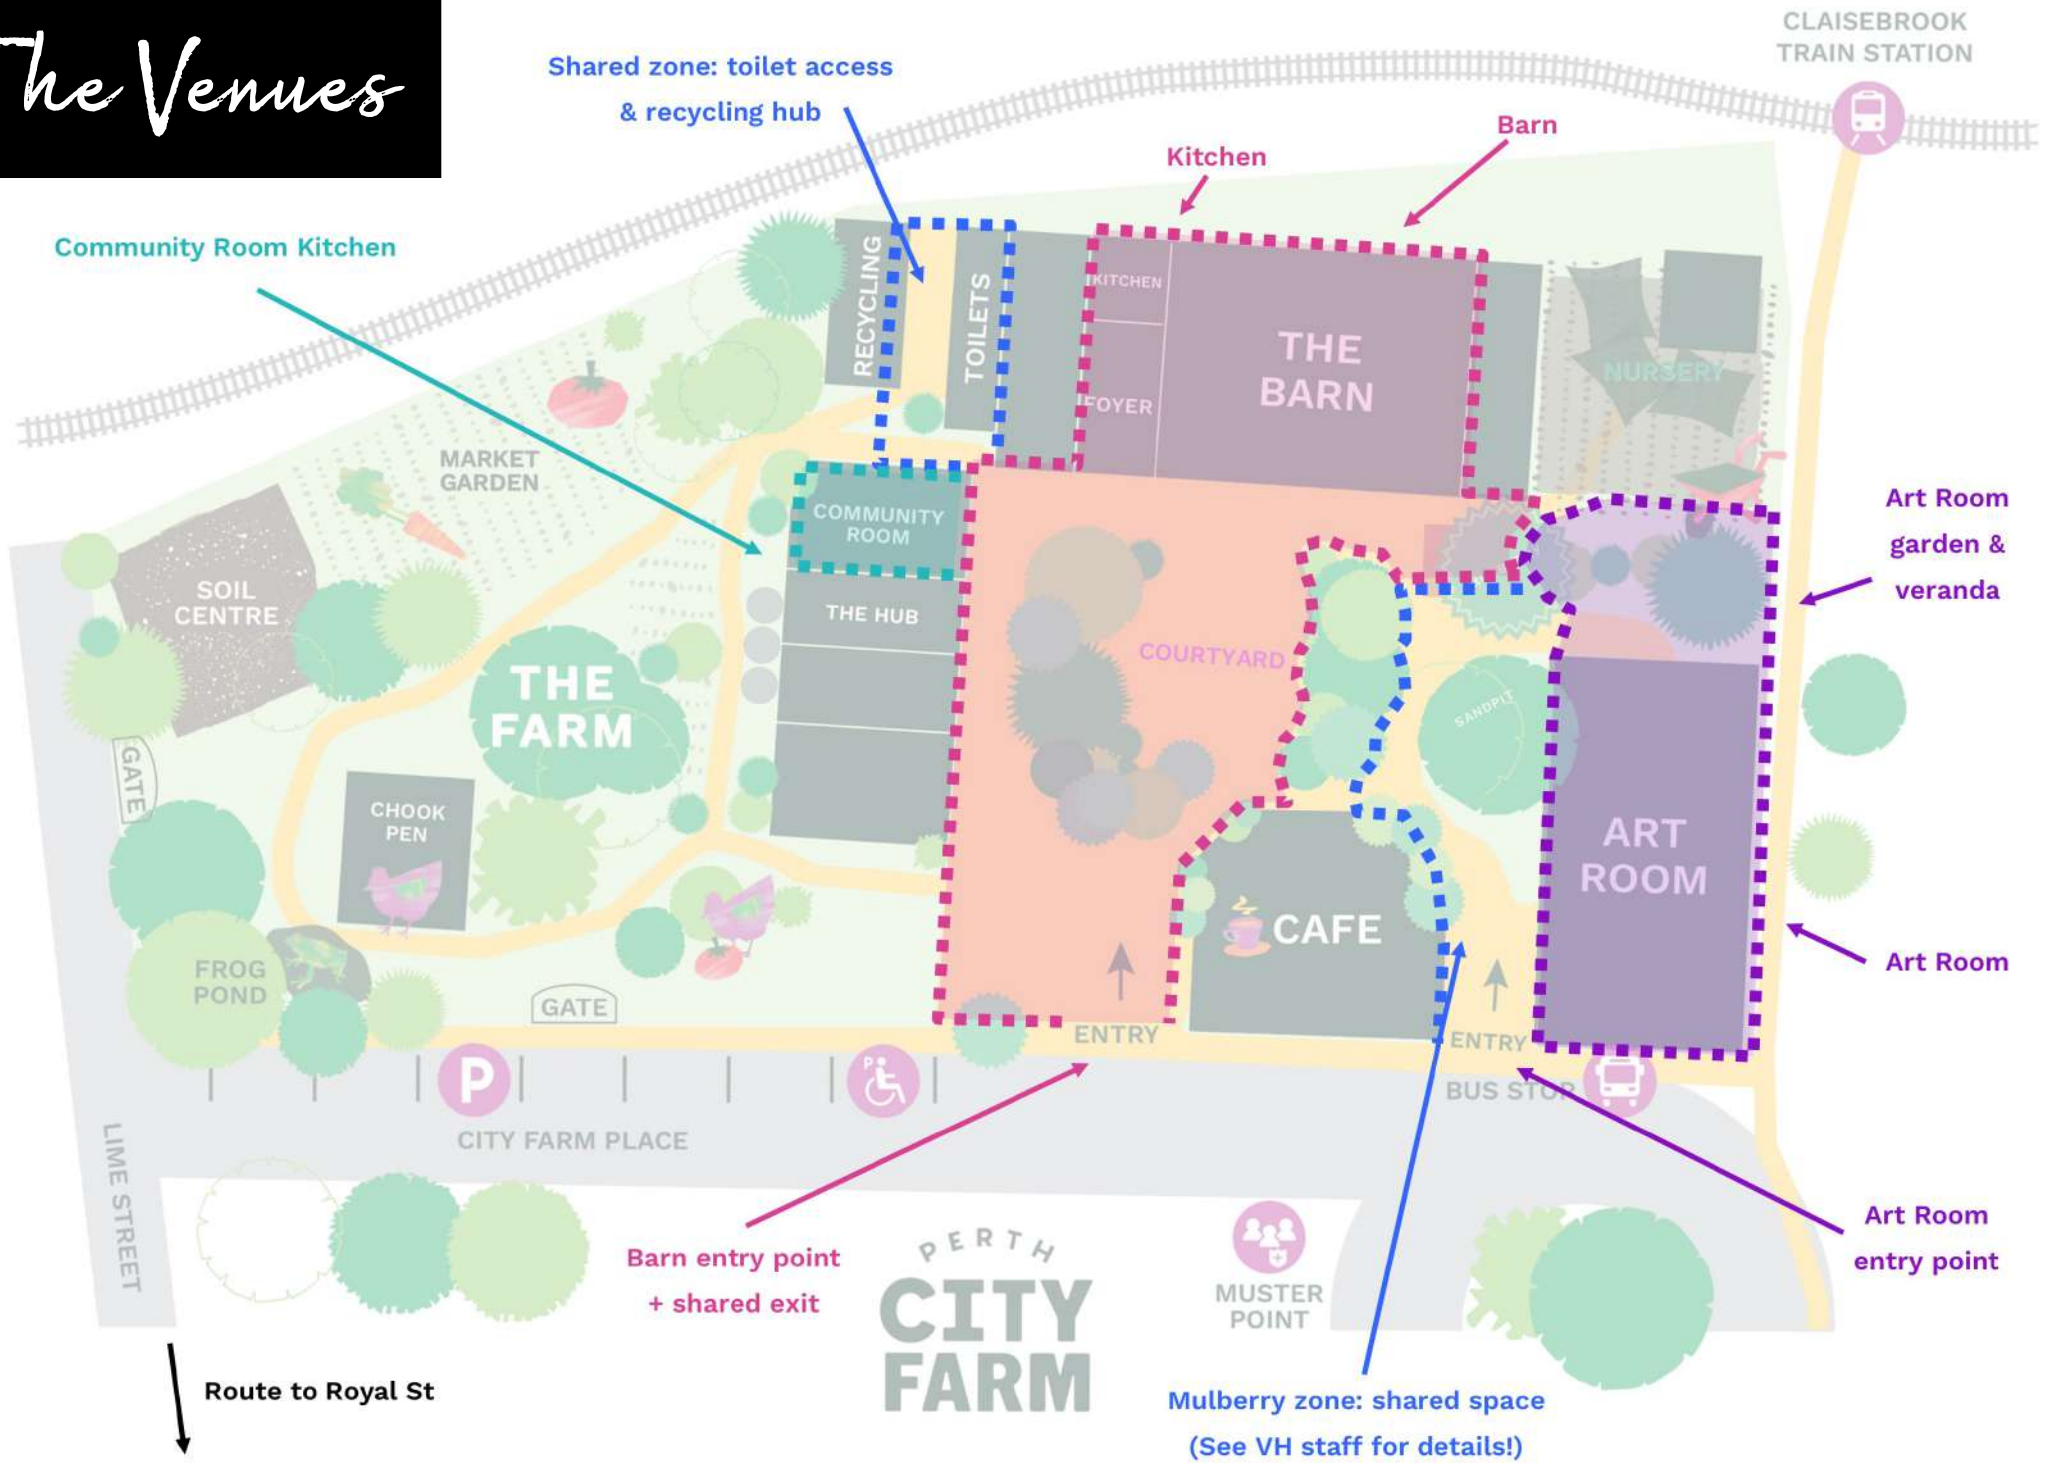 The Venues
CLAISEBROOK
TRAIN STATION
Shared zone: toilet access
& recycling hub
Kitchen
Barn
Community Room Kitchen
RECYCLING
TOILETS
KITCHEN
FOYER
THE
BARN
NURSERY
MARKET
GARDEN
COMMUNITY
ROOM
Art Room
garden &
veranda
SOIL
CENTRE
THE HUB
COURTYARD
THE
FARM
SANDPIT
GATE
CHOOK
PEN
ART
ROOM
CAFE
Art Room
FROG
POND
GATE
ENTRY
ENTRY
P
P
BUS STOP
CITY FARM PLACE
LIME STREET
Barn entry point
+ shared exit
PERTH
CITY
FARM
MUSTER
POINT
Art Room
entry point
Route to Royal St
Mulberry zone: shared space
(See VH staff for details!)